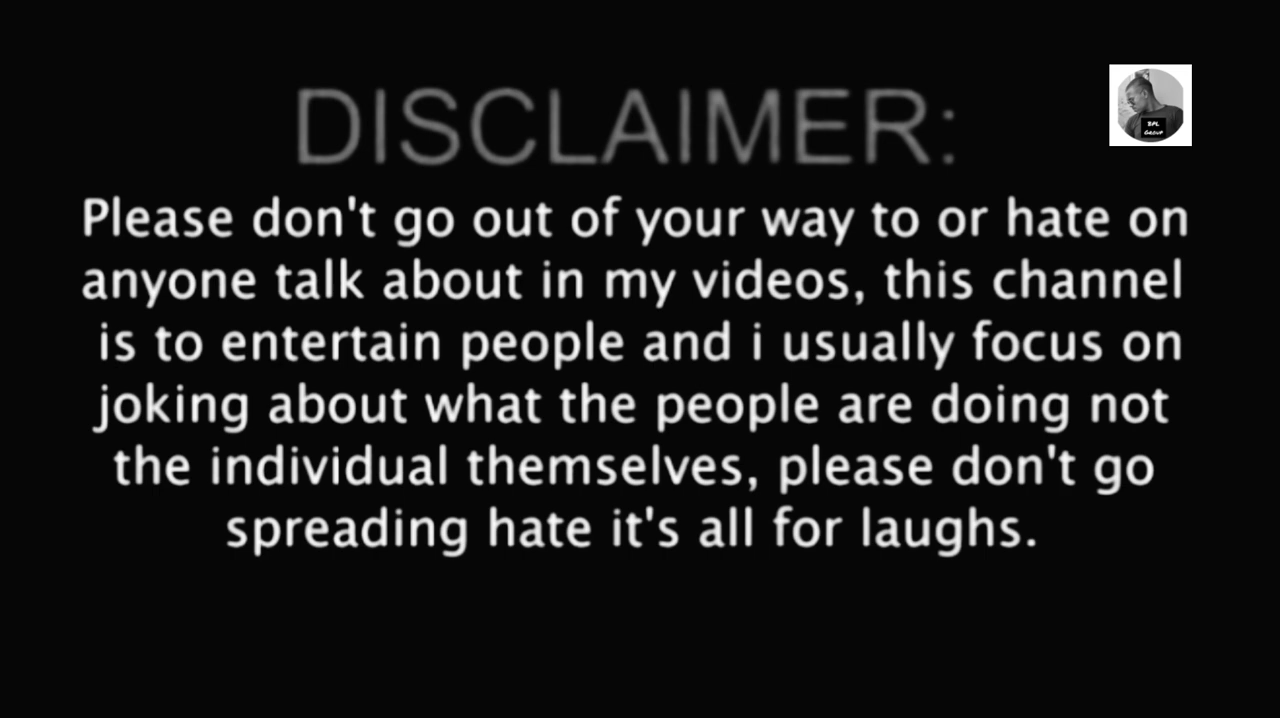 DISCLAIMER:
BPL
GROUP
Please don't go out of your way to or hate on
anyone talk about in my videos, this channel
is to entertain people and i usually focus on
joking about what the people are doing not
the individual themselves, please don't go
spreading hate it's all for laughs.